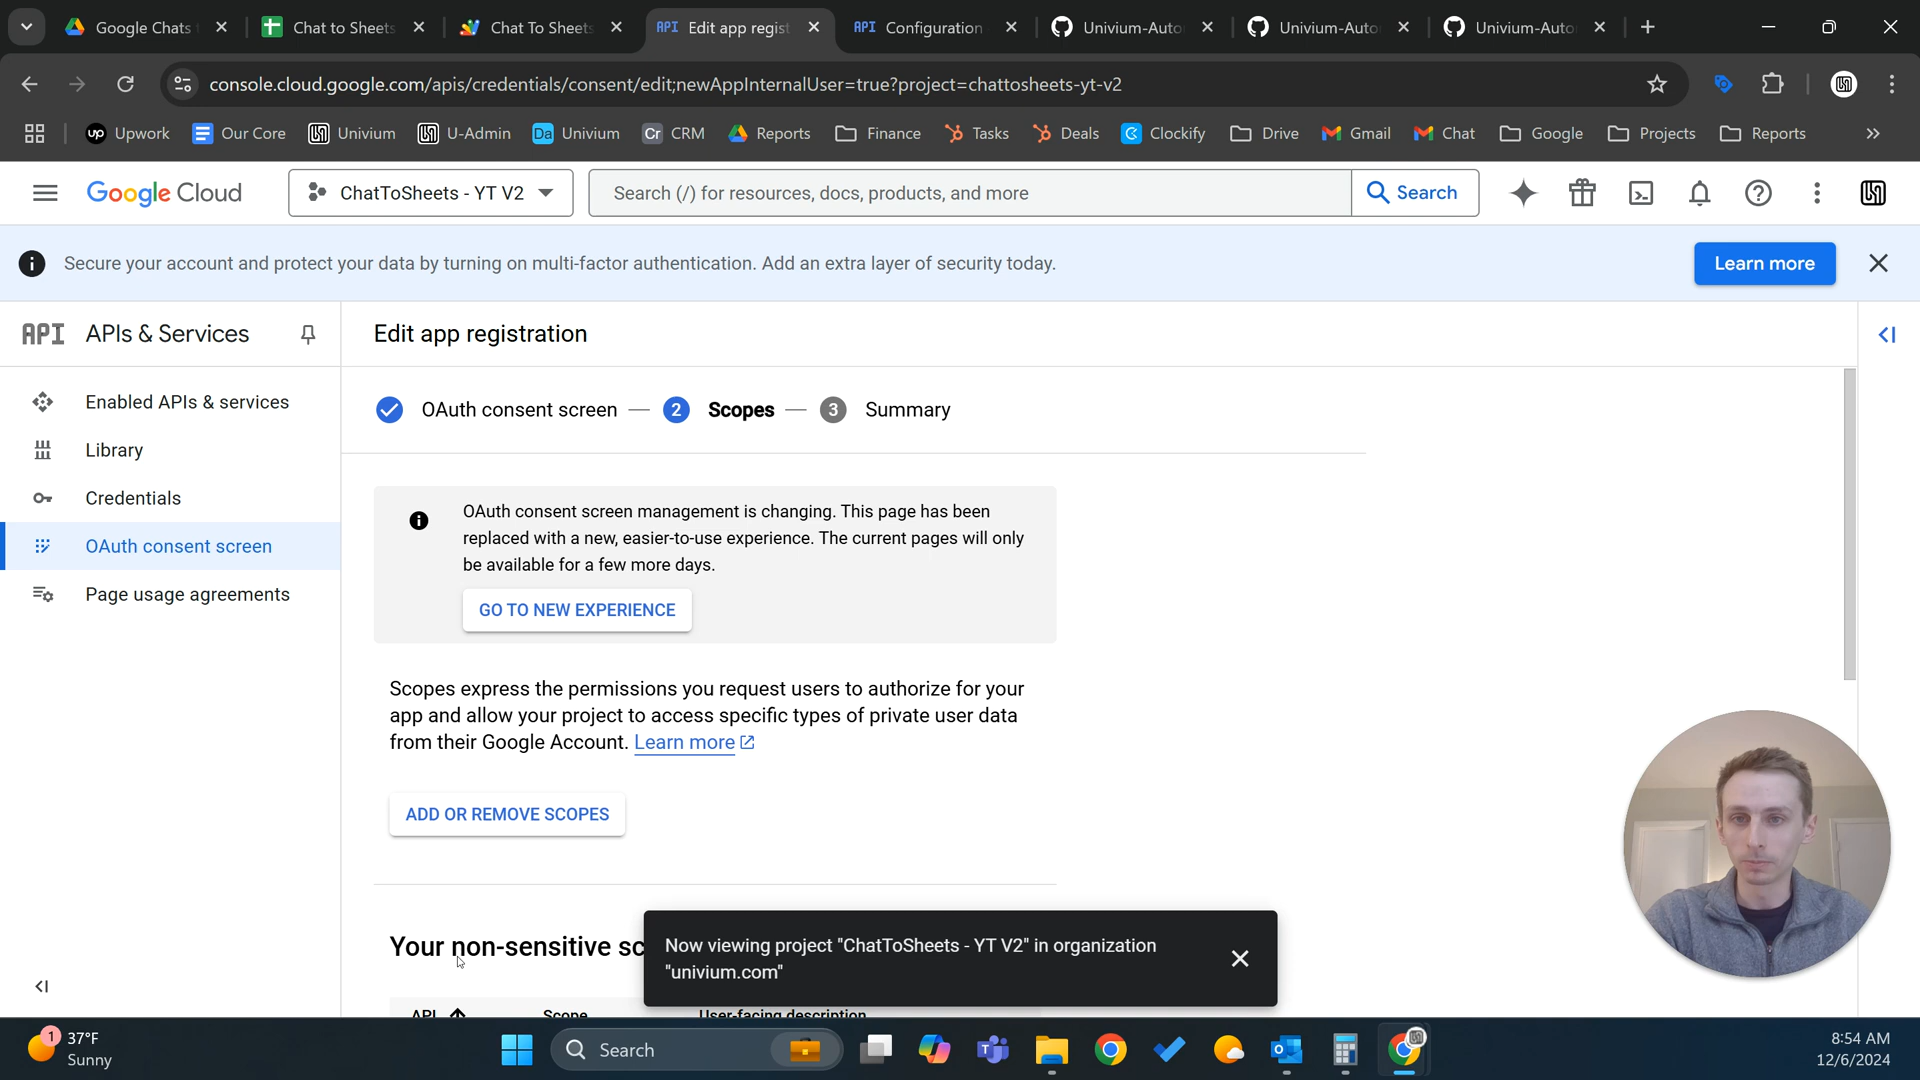 Google Chats
Chat to Sheets
Chat To Sheets
API Edit app regist
API Configuration
Univium-Auto
Univium-Auto
Univium-Auto
console.cloud.google.com/apis/credentials/consent/edit;newAppInternalUser=true?project=chattosheets-yt-v2
up Upwork
Our Core
Univium
U-Admin
Da Univium
Cr CRM
Reports
Finance
Tasks
Deals
Clockify
Drive
Gmail
Chat
Google
Projects
Reports
Google Cloud
ChatToSheets - YT V2
Search (/) for resources, docs, products, and more
Search
Secure your account and protect your data by turning on multi-factor authentication. Add an extra layer of security today.
Learn more
API APIs & Services
Edit app registration
Enabled APIs & services
Library
Credentials
OAuth consent screen
Page usage agreements
OAuth consent screen — 2 Scopes — 3 Summary
OAuth consent screen management is changing. This page has been
replaced with a new, easier-to-use experience. The current pages will only
be available for a few more days.
GO TO NEW EXPERIENCE
Scopes express the permissions you request users to authorize for your
app and allow your project to access specific types of private user data
from their Google Account. Learn more
ADD OR REMOVE SCOPES
Your non-sensitive sc
Now viewing project "ChatToSheets - YT V2" in organization
"univium.com"
API Scope User-facing description
1
37°F
Sunny
Search
8:54 AM
12/6/2024